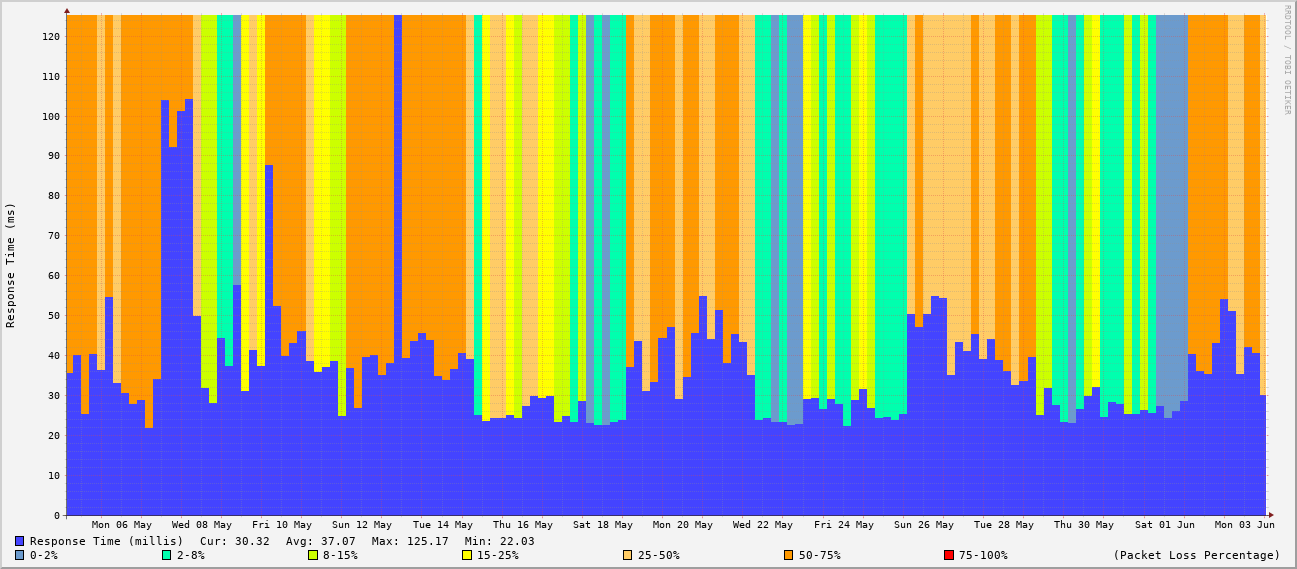 RRDTOOL / TOBI OETIKER
Response Time (ms)
120
110
100
90
80
70
60
50
40
30
20
10
0
Mon 06 May Wed 08 May Fri 10 May Sun 12 May Tue 14 May Thu 16 May Sat 18 May Mon 20 May Wed 22 May Fri 24 May Sun 26 May Tue 28 May Thu 30 May Sat 01 Jun Mon 03 Jun
Response Time (millis) Cur: 30.32 Avg: 37.07 Max: 125.17 Min: 22.03
0-2% 2-8% 8-15% 15-25% 25-50% 50-75% 75-100% (Packet Loss Percentage)